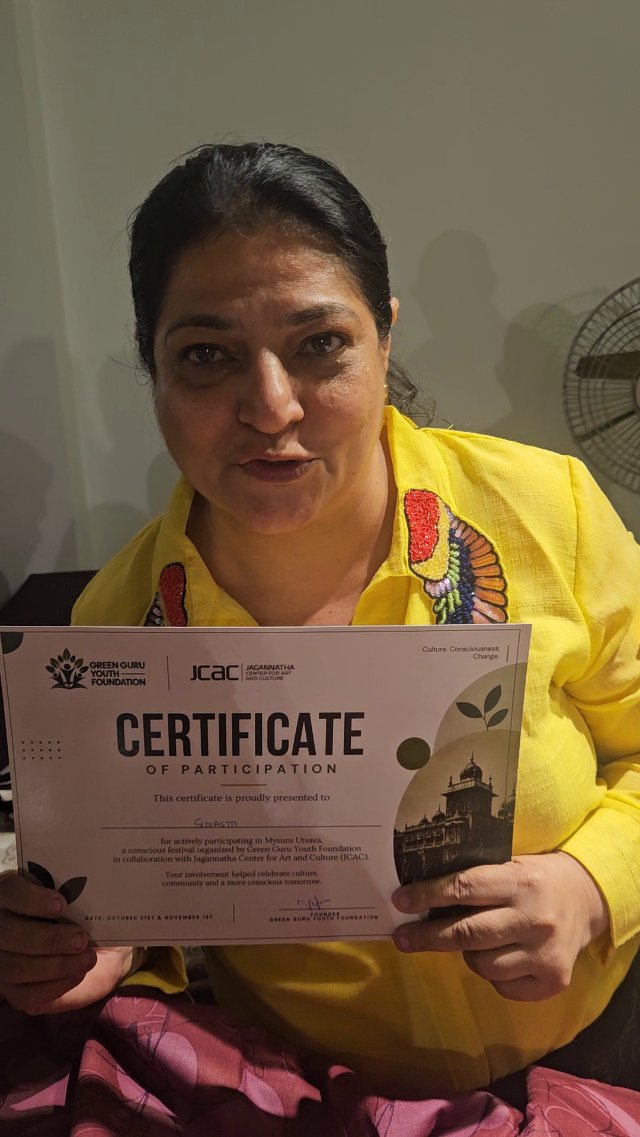 GREEN GURU
YOUTH
FOUNDATION
JCAC
JAGANNATHA
CENTER FOR ART
AND CULTURE
Culture. Consciousness.
Change.
CERTIFICATE
OF PARTICIPATION
This certificate is proudly presented to
for actively participating in Mysuru Utsava,
a conscious festival organized by Green Guru Youth Foundation
in collaboration with Jagannatha Center for Art and Culture (JCAC).
Your involvement helped celebrate culture,
community and a more conscious tomorrow.
DATE: OCTOBER 31ST & NOVEMBER 1ST
FOUNDER
GREEN GURU YOUTH FOUNDATION